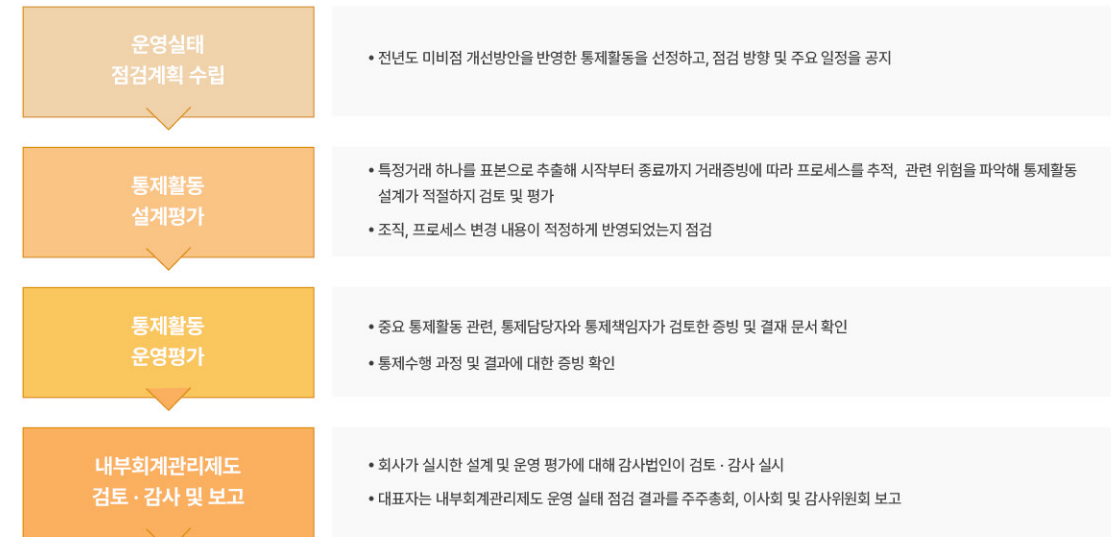 운영실태
점검계획 수립
• 전년도 미비점 개선방안을 반영한 통제활동을 선정하고, 점검 방향 및 주요 일정을 공지
통제활동
설계평가
• 특정거래 하나를 표본으로 추출해 시작부터 종료까지 거래증빙에 따라 프로세스를 추적, 관련 위험을 파악해 통제활동
설계가 적절하지 검토 및 평가
• 조직, 프로세스 변경 내용이 적정하게 반영되었는지 점검
통제활동
운영평가
• 중요 통제활동 관련, 통제담당자와 통제책임자가 검토한 증빙 및 결재 문서 확인
• 통제수행 과정 및 결과에 대한 증빙 확인
내부회계관리제도
검토 · 감사 및 보고
• 회사가 실시한 설계 및 운영 평가에 대해 감사법인이 검토 · 감사 실시
• 대표자는 내부회계관리제도 운영 실태 점검 결과를 주주총회, 이사회 및 감사위원회 보고